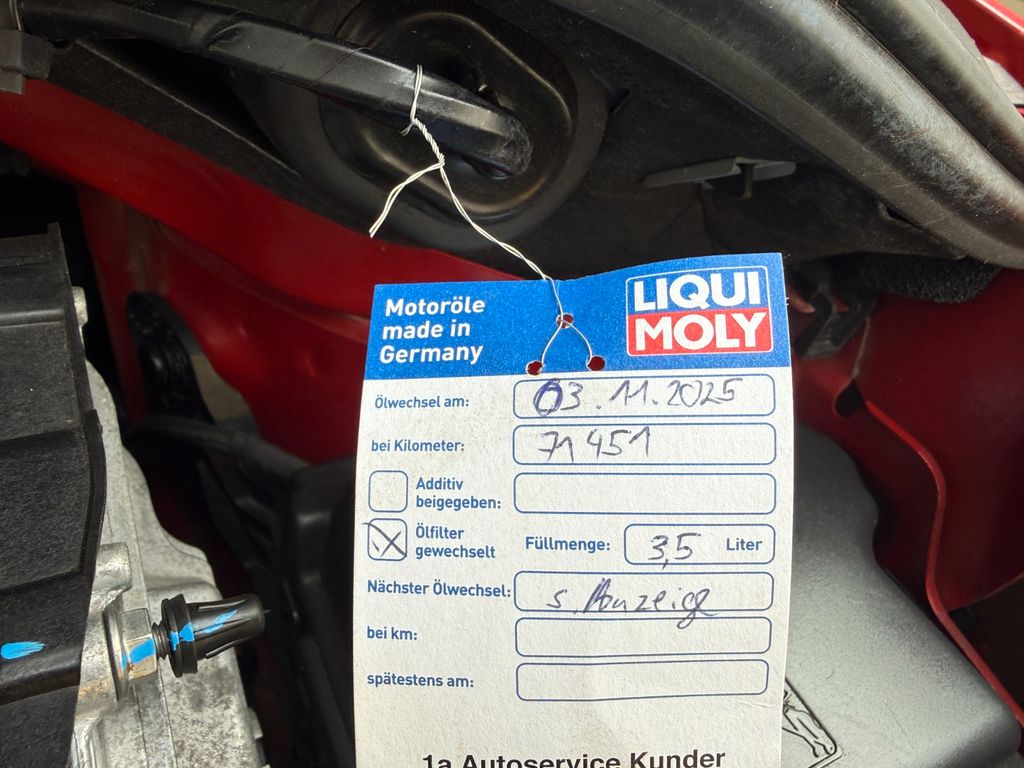 Motoröle
made in
Germany
LIQUI
MOLY
Ölwechsel am: 03.11.2025
bei Kilometer: 71451
Additiv
beigegeben:
Ölfilter
gewechselt
Füllmenge: 3,5 Liter
Nächster Ölwechsel: s. Anzeige
bei km:
spätestens am:
1a Autoservice Kunder